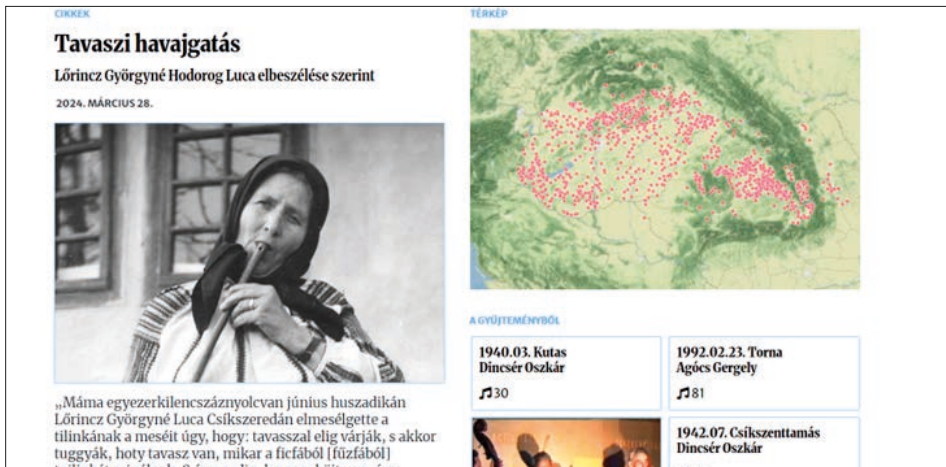 CIKKEK
Tavaszi havajgatás
Lőrincz Györgyné Hodorog Luca elbeszélése szerint
2024. MÁRCIUS 28.
„Máma egyezerkilencszáznyolcvan június huszadikán
Lőrincz Györgyné Luca Csíkszeredán elmesélgette a
tilinkának a meséit úgy, hogy: tavasszal elig várják, s akkor
tuggyák, hoty tavasz van, mikar a ficfából [fűzfából]
TÉRKÉP
A GYŰJTEMÉNYBŐL
1940.03. Kutas
Dincsér Oszkár
30
1992.02.23. Torna
Agócs Gergely
81
1942.07. Csíkszenttamás
Dincsér Oszkár